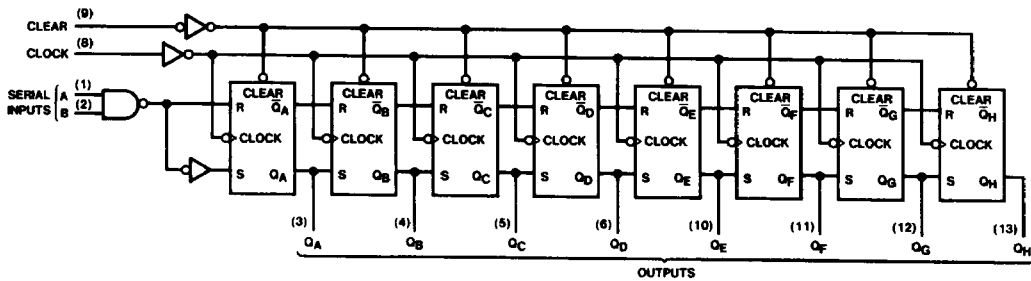 CLEAR (9)
CLOCK (8)
SERIAL INPUTS { A (1)
B (2)
R CLEAR Q̅A
CLOCK
S QA
R CLEAR Q̅B
CLOCK
S QB
R CLEAR Q̅C
CLOCK
S QC
R CLEAR Q̅D
CLOCK
S QD
R CLEAR Q̅E
CLOCK
S QE
R CLEAR Q̅F
CLOCK
S QF
R CLEAR Q̅G
CLOCK
S QG
R CLEAR Q̅H
CLOCK
S QH
(3) (4) (5) (6) (10) (11) (12) (13)
QA QB QC QD QE QF QG QH
OUTPUTS